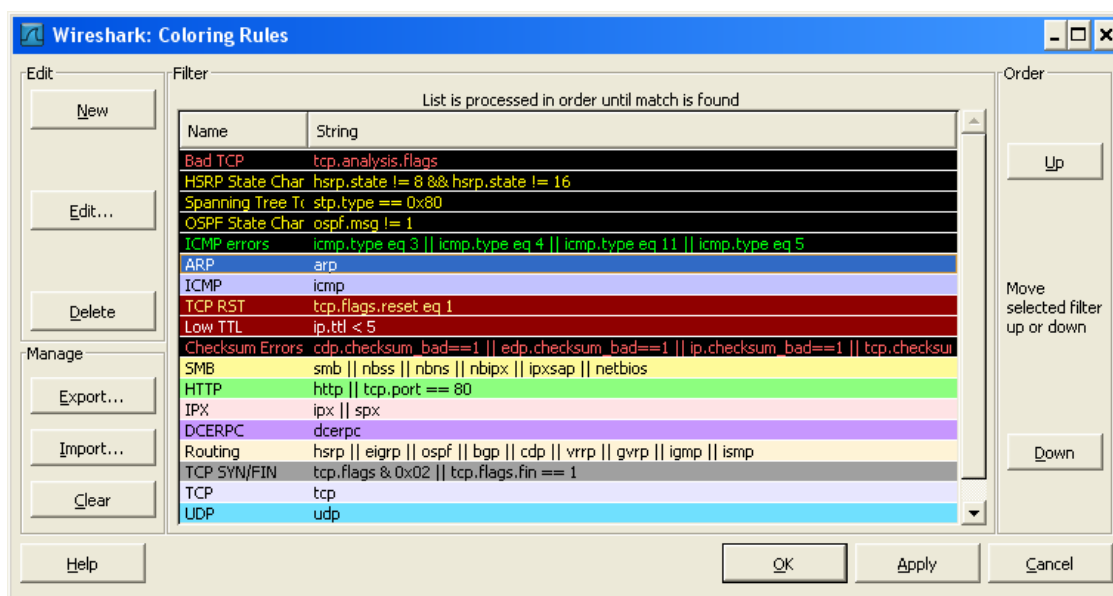 Wireshark: Coloring Rules
Edit
New
Edit...
Delete
Manage
Export...
Import...
Clear
Filter
List is processed in order until match is found
Name String
Bad TCP tcp.analysis.flags
HSRP State Char hsrp.state != 8 && hsrp.state != 16
Spanning Tree To stp.type == 0x80
OSPF State Char ospf.msg != 1
ICMP errors icmp.type eq 3 || icmp.type eq 4 || icmp.type eq 11 || icmp.type eq 5
ARP arp
ICMP icmp
TCP RST tcp.flags.reset eq 1
Low TTL ip.ttl < 5
Checksum Errors cdp.checksum_bad==1 || edp.checksum_bad==1 || ip.checksum_bad==1 || tcp.checksur
SMB smb || nbss || nbns || nbipx || ipxsap || netbios
HTTP http || tcp.port == 80
IPX ipx || spx
DCERPC dcerpc
Routing hsrp || eigrp || ospf || bgp || cdp || vrrp || gvrp || igmp || ismp
TCP SYN/FIN tcp.flags & 0x02 || tcp.flags.fin == 1
TCP tcp
UDP udp
Order
Up
Move
selected filter
up or down
Down
Help
OK
Apply
Cancel